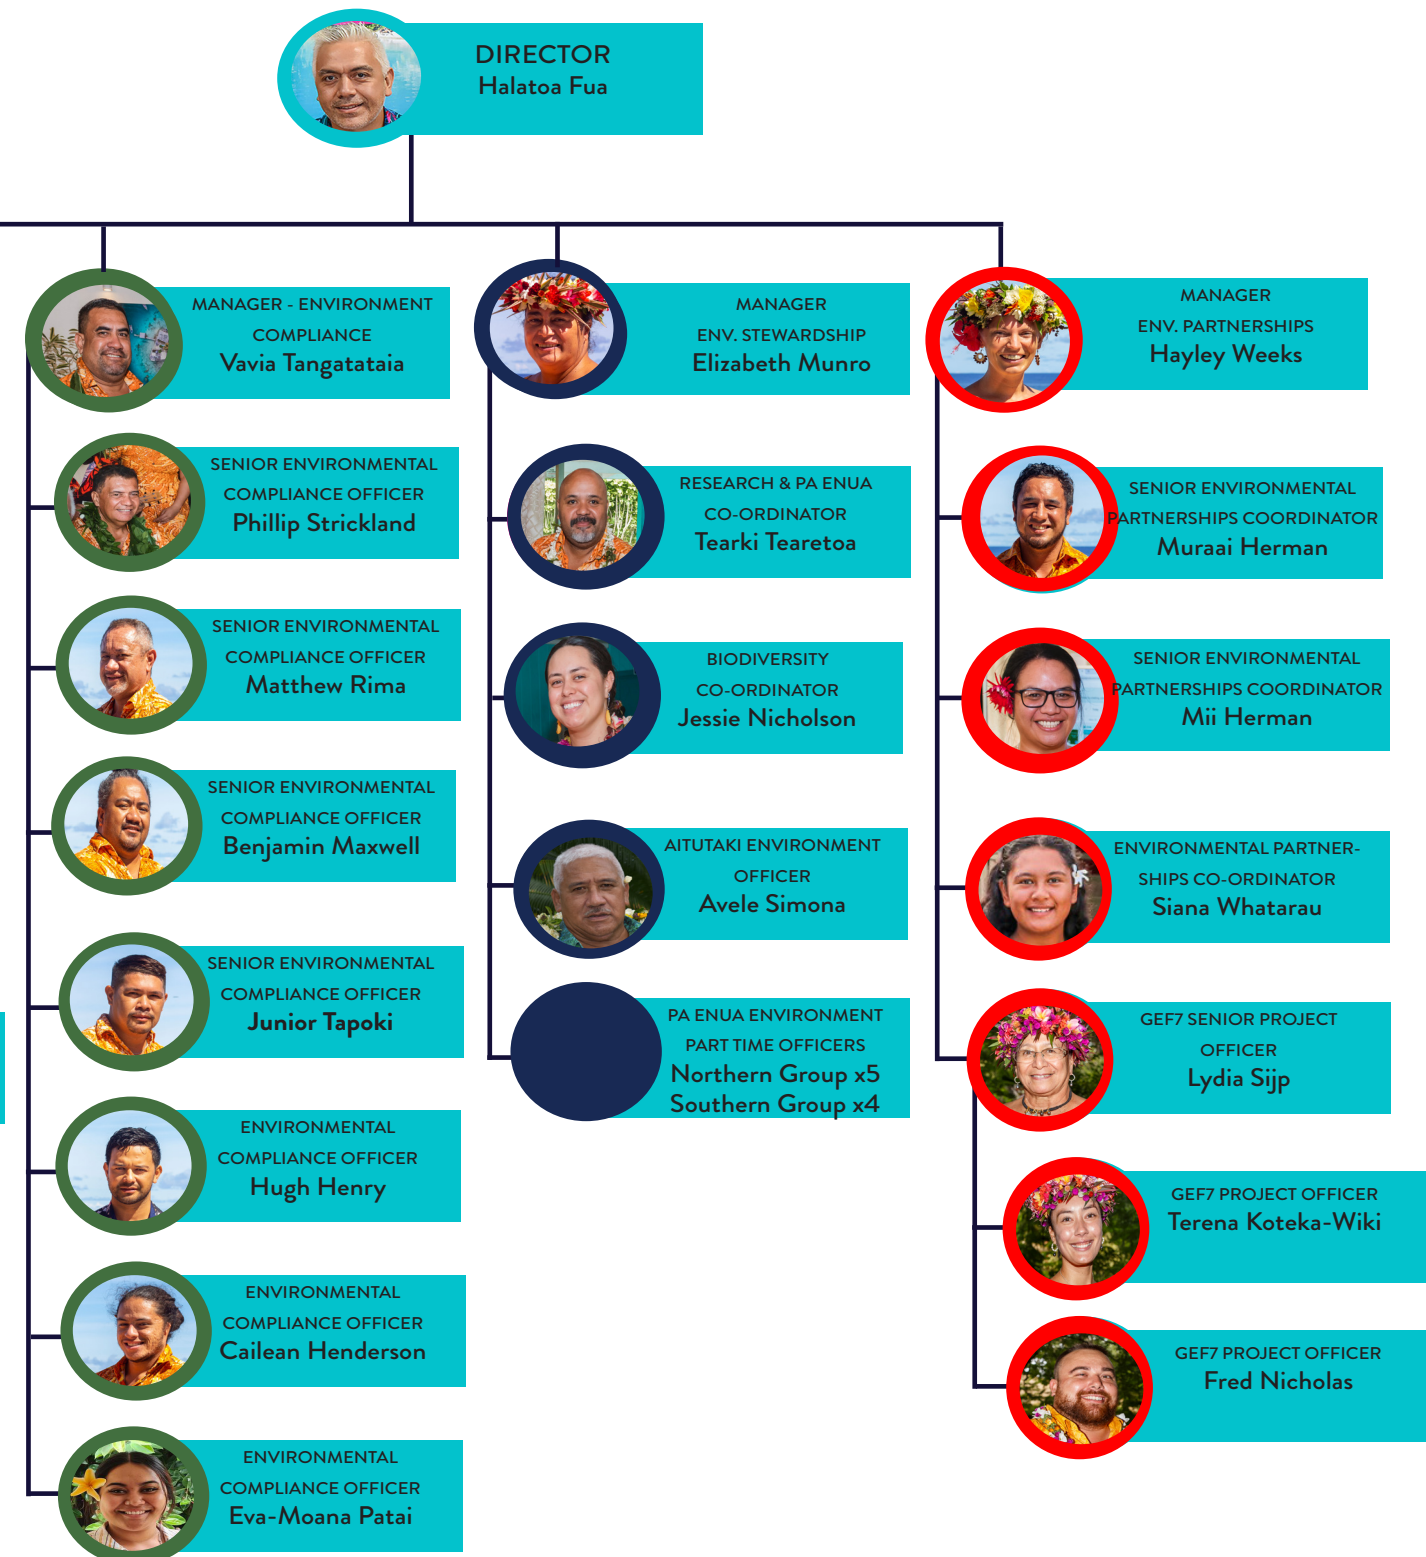 DIRECTOR
Halatoa Fua
MANAGER - ENVIRONMENT
COMPLIANCE
Vavia Tangatataia
SENIOR ENVIRONMENTAL
COMPLIANCE OFFICER
Phillip Strickland
SENIOR ENVIRONMENTAL
COMPLIANCE OFFICER
Matthew Rima
SENIOR ENVIRONMENTAL
COMPLIANCE OFFICER
Benjamin Maxwell
SENIOR ENVIRONMENTAL
COMPLIANCE OFFICER
Junior Tapoki
ENVIRONMENTAL
COMPLIANCE OFFICER
Hugh Henry
ENVIRONMENTAL
COMPLIANCE OFFICER
Cailean Henderson
ENVIRONMENTAL
COMPLIANCE OFFICER
Eva-Moana Patai
MANAGER
ENV. STEWARDSHIP
Elizabeth Munro
RESEARCH & PA ENUA
CO-ORDINATOR
Tearki Tearetoa
BIODIVERSITY
CO-ORDINATOR
Jessie Nicholson
AITUTAKI ENVIRONMENT
OFFICER
Avele Simona
PA ENUA ENVIRONMENT
PART TIME OFFICERS
Northern Group x5
Southern Group x4
MANAGER
ENV. PARTNERSHIPS
Hayley Weeks
SENIOR ENVIRONMENTAL
PARTNERSHIPS COORDINATOR
Muraai Herman
SENIOR ENVIRONMENTAL
PARTNERSHIPS COORDINATOR
Mii Herman
ENVIRONMENTAL PARTNER-
SHIPS CO-ORDINATOR
Siana Whatarau
GEF7 SENIOR PROJECT
OFFICER
Lydia Sijp
GEF7 PROJECT OFFICER
Terena Koteka-Wiki
GEF7 PROJECT OFFICER
Fred Nicholas